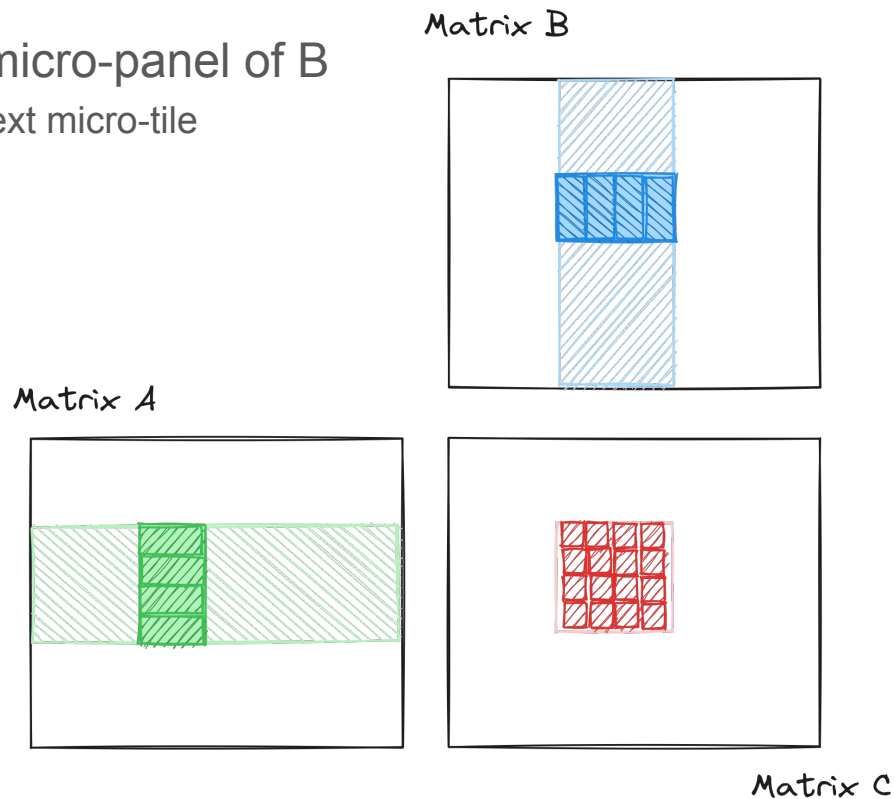 Matrix B
micro-panel of B
ext micro-tile
Matrix A
Matrix C